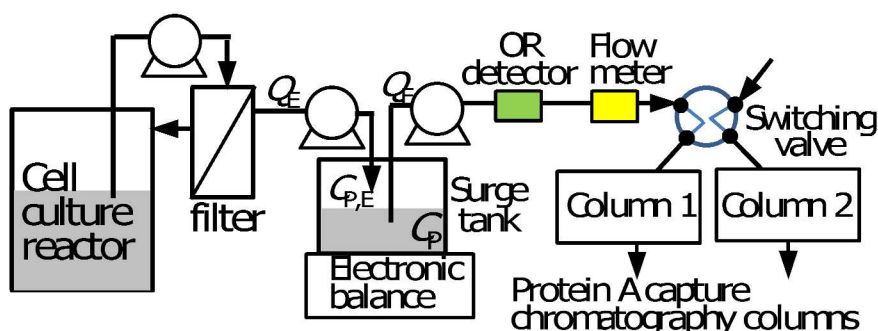 OR
detector
Flow
meter
Q_E
Q_E
Switching
valve
Cell
culture
reactor
filter
C_P,E
C_P
Surge
tank
Electronic
balance
Column 1
Column 2
Protein A capture
chromatography columns